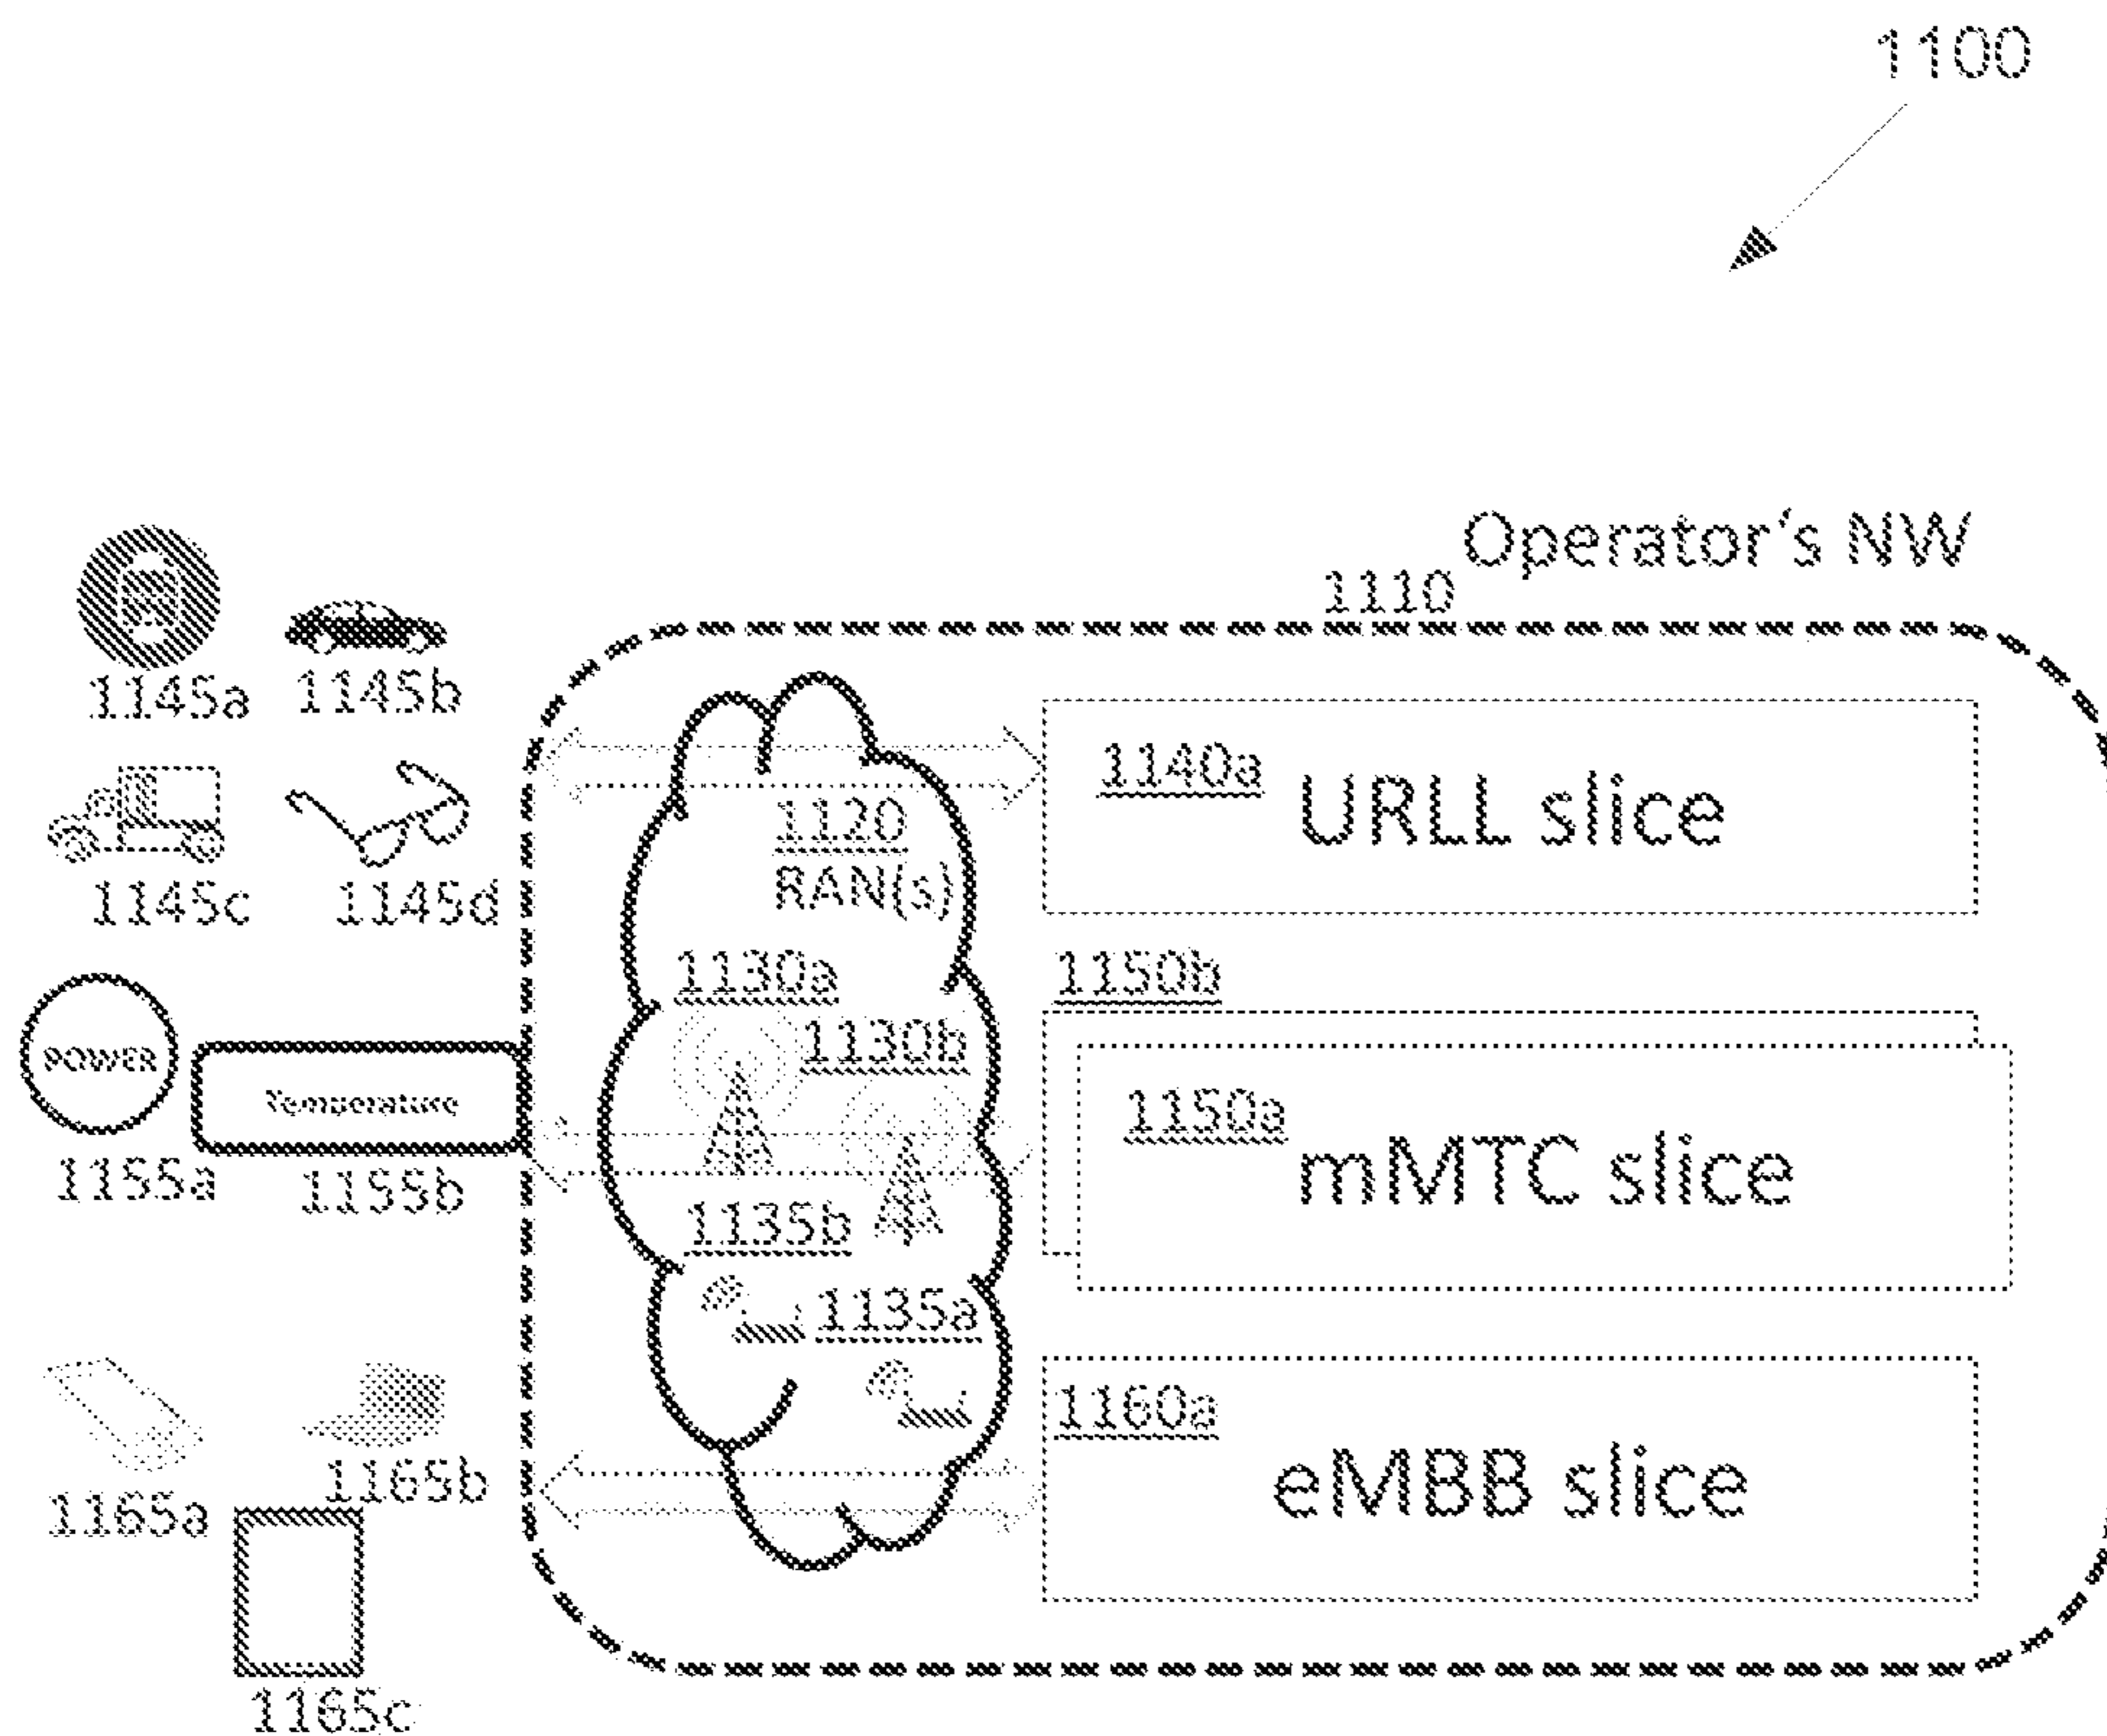 1100
Operator's NW
1110
1145a
1145b
1140a
URLL slice
1120
RAN(s)
1145c
1145d
1130a
1150b
1130b
POWER
Temperature
1150a
mMTC slice
1155a
1155b
1135b
1135a
1160a
eMBB slice
1165a
1165b
1165c